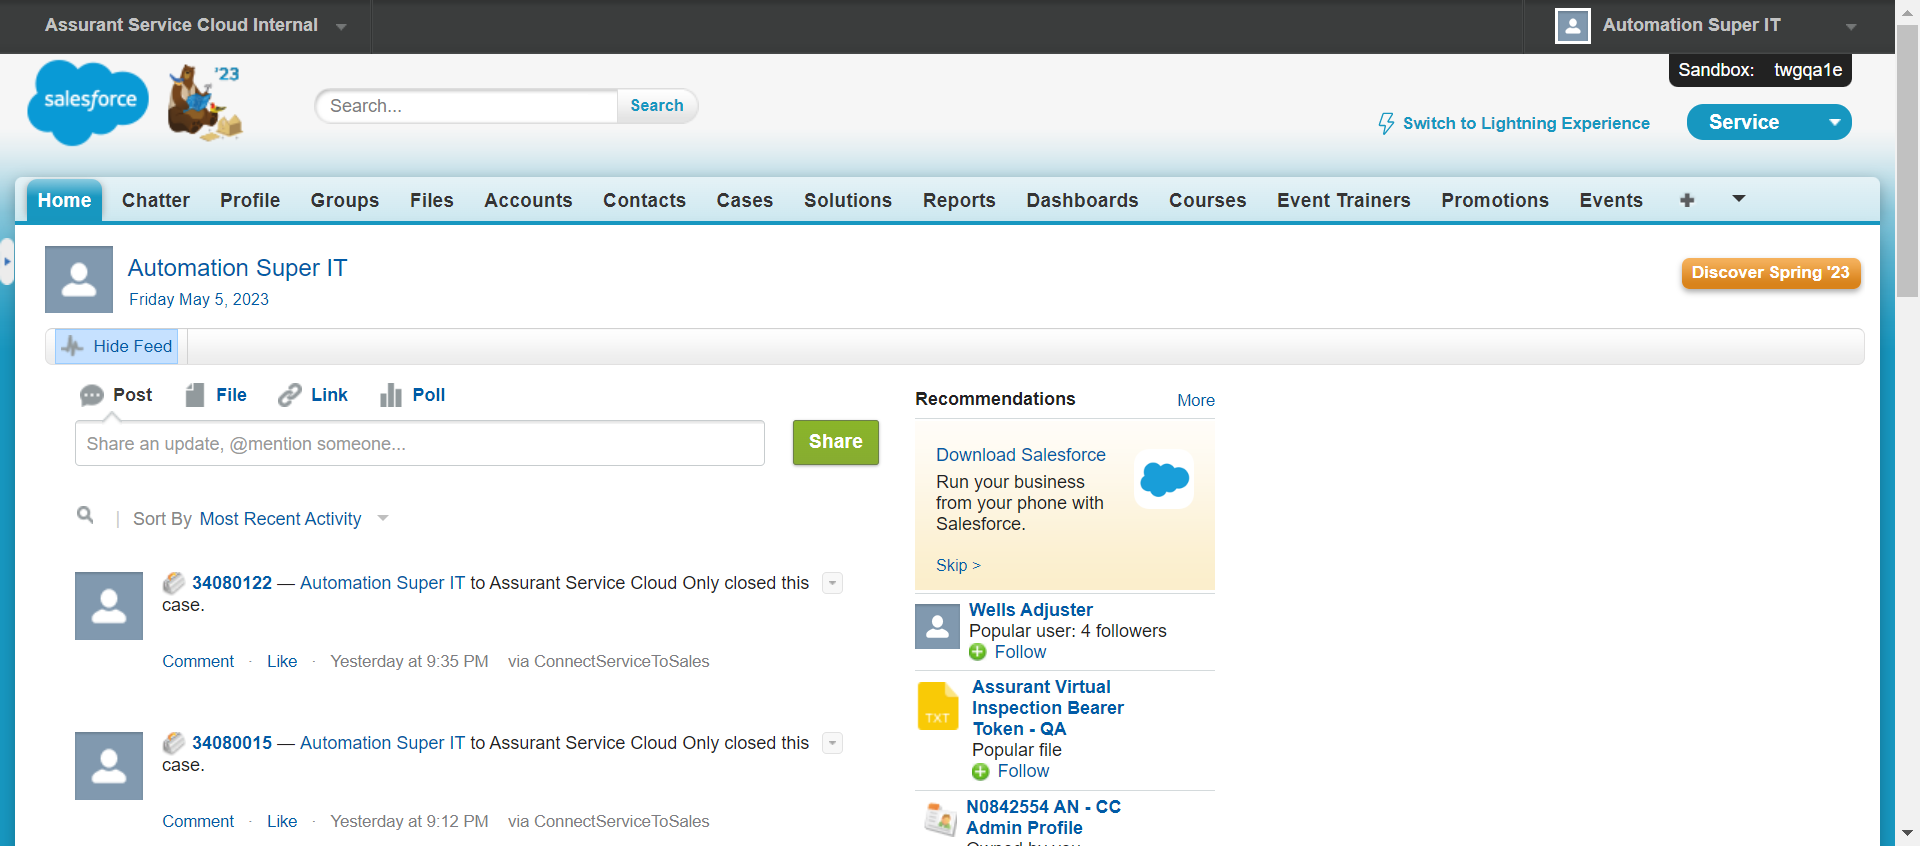 Assurant Service Cloud Internal
Automation Super IT
Sandbox: twgqa1e
salesforce
'23
Search...
Search
Switch to Lightning Experience
Service
Home Chatter Profile Groups Files Accounts Contacts Cases Solutions Reports Dashboards Courses Event Trainers Promotions Events
Automation Super IT
Friday May 5, 2023
Discover Spring '23
Hide Feed
Post File Link Poll
Share an update, @mention someone...
Share
Sort By Most Recent Activity
34080122 — Automation Super IT to Assurant Service Cloud Only closed this
case.
Comment · Like · Yesterday at 9:35 PM via ConnectServiceToSales
34080015 — Automation Super IT to Assurant Service Cloud Only closed this
case.
Comment · Like · Yesterday at 9:12 PM via ConnectServiceToSales
Recommendations More
Download Salesforce
Run your business
from your phone with
Salesforce.
Skip >
Wells Adjuster
Popular user: 4 followers
Follow
TXT
Assurant Virtual
Inspection Bearer
Token - QA
Popular file
Follow
N0842554 AN - CC
Admin Profile
Owned by you